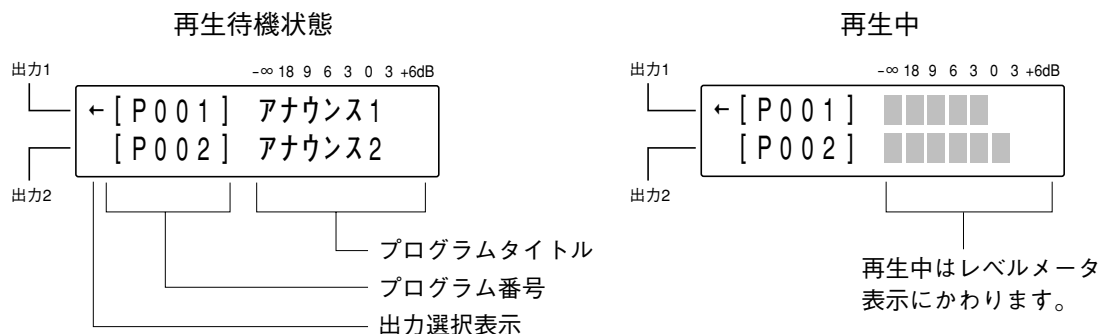 再生待機状態
出力1
-∞ 18 9 6 3 0 3 +6dB
←[P001] アナウンス1
[P002] アナウンス2
出力2
プログラムタイトル
プログラム番号
出力選択表示
再生中
出力1
-∞ 18 9 6 3 0 3 +6dB
←[P001]
[P002]
出力2
再生中はレベルメータ
表示にかわります。